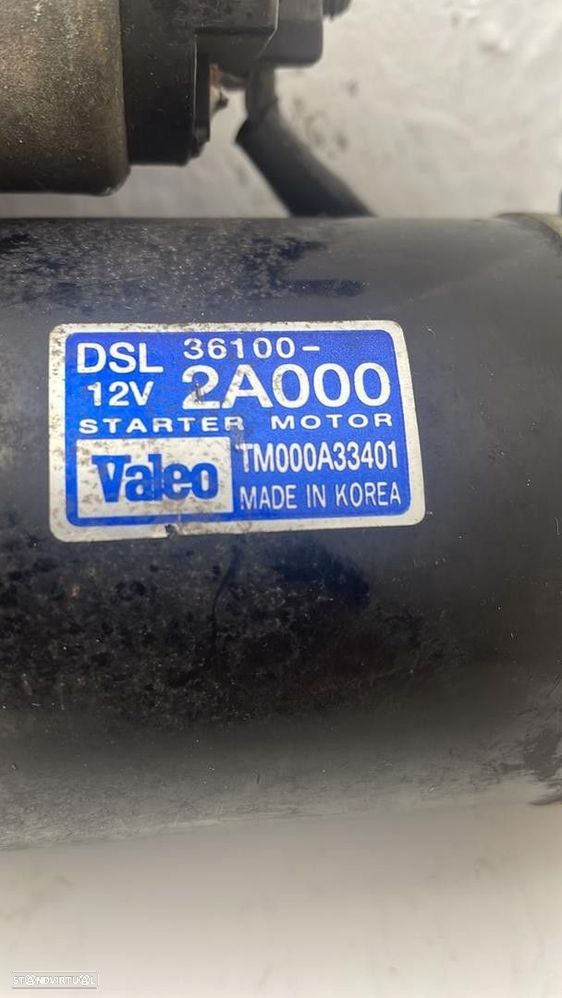 DSL 36100-
12V 2A000
STARTER MOTOR
Valeo TM000A33401
MADE IN KOREA
STANDVIRTUAL